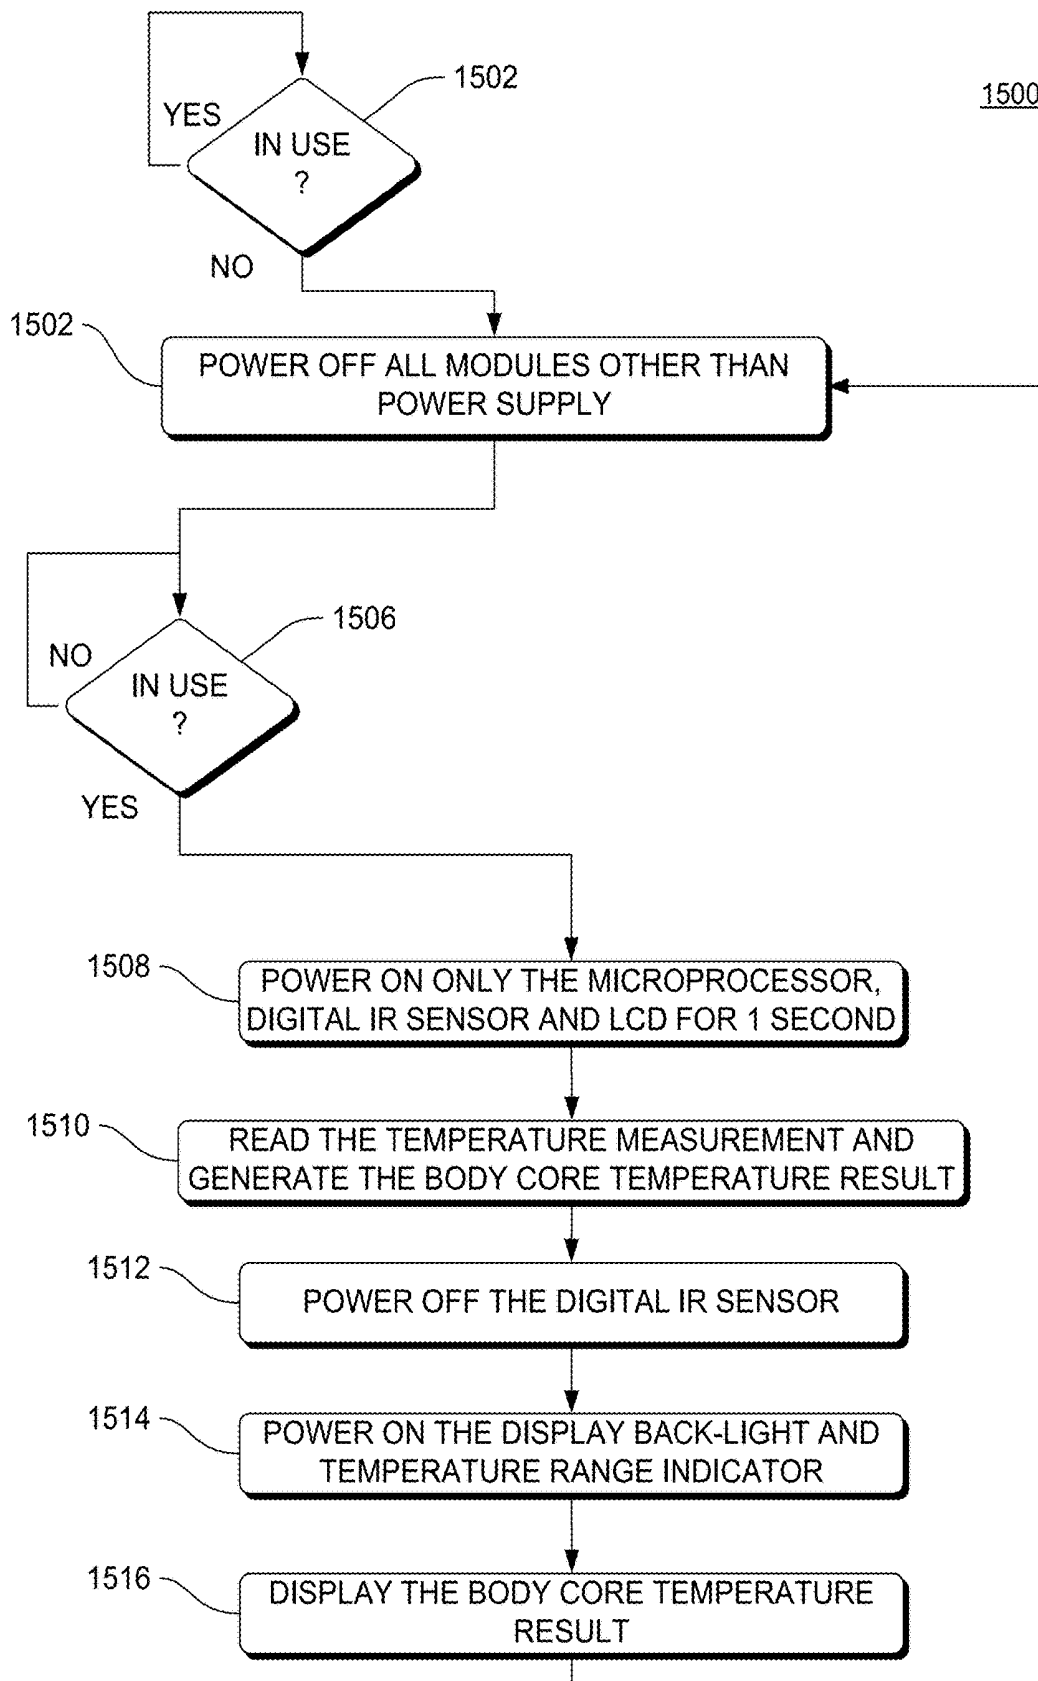 1502
1500
YES
IN USE
?
NO
1502
POWER OFF ALL MODULES OTHER THAN
POWER SUPPLY
1506
NO
IN USE
?
YES
1508
POWER ON ONLY THE MICROPROCESSOR,
DIGITAL IR SENSOR AND LCD FOR 1 SECOND
1510
READ THE TEMPERATURE MEASUREMENT AND
GENERATE THE BODY CORE TEMPERATURE RESULT
1512
POWER OFF THE DIGITAL IR SENSOR
1514
POWER ON THE DISPLAY BACK-LIGHT AND
TEMPERATURE RANGE INDICATOR
1516
DISPLAY THE BODY CORE TEMPERATURE
RESULT